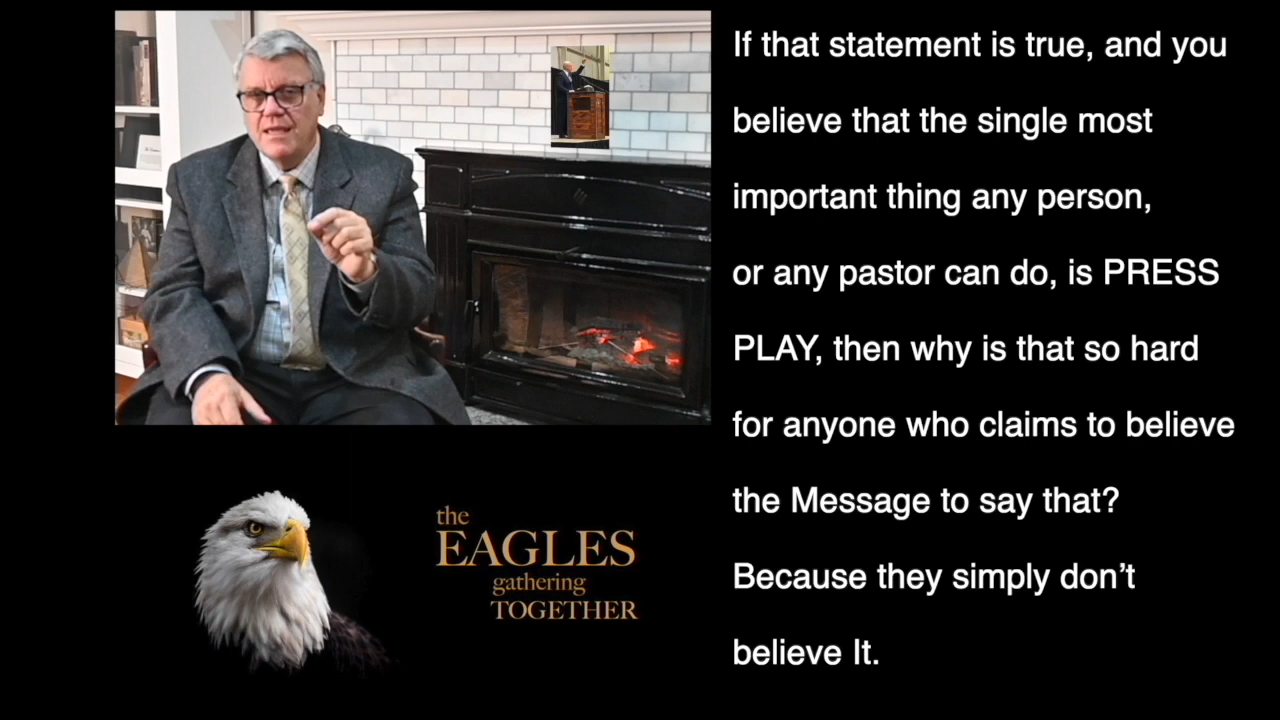 If that statement is true, and you
believe that the single most
important thing any person,
or any pastor can do, is PRESS
PLAY, then why is that so hard
for anyone who claims to believe
the Message to say that?
Because they simply don’t
believe It.
the
EAGLES
gathering
TOGETHER